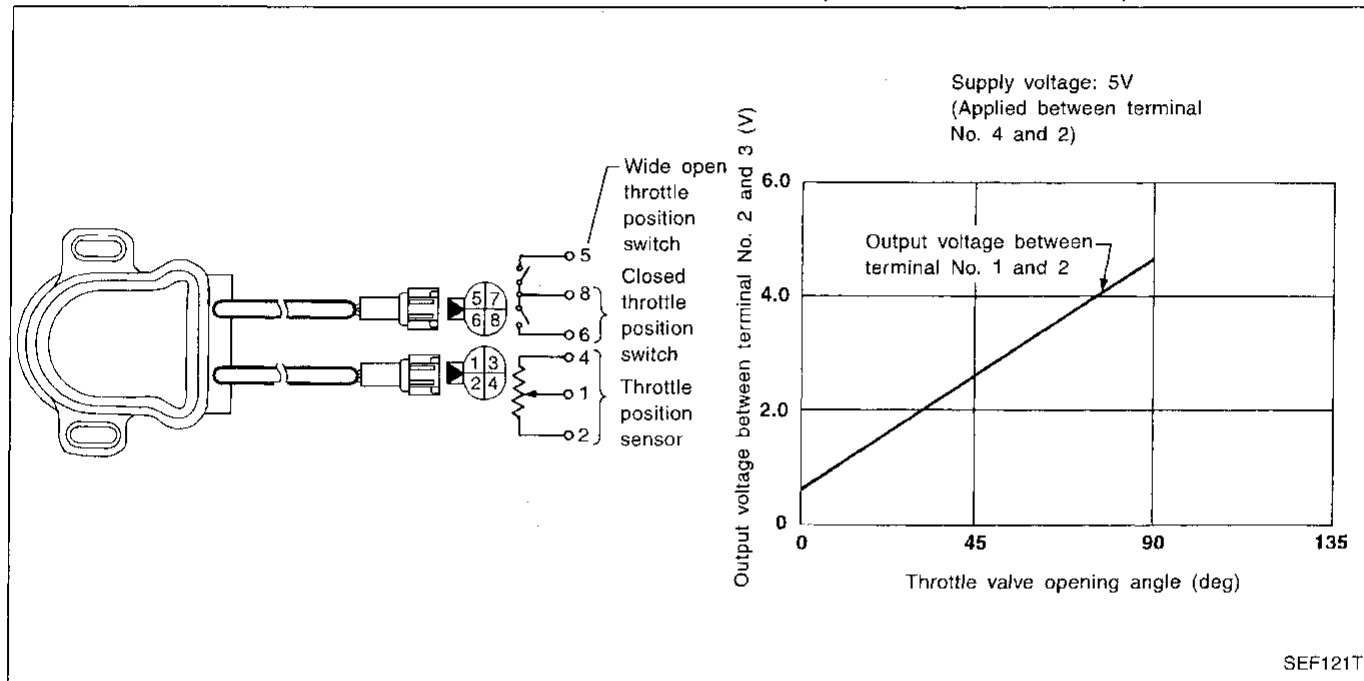 Wide open
throttle
position
switch
5
8
6
Closed
throttle
position
switch
4
1
2
Throttle
position
sensor
5 7
6 8
1 3
2 4
Supply voltage: 5V
(Applied between terminal
No. 4 and 2)
Output voltage between terminal No. 2 and 3 (V)
6.0
4.0
2.0
0
Output voltage between
terminal No. 1 and 2
0 45 90 135
Throttle valve opening angle (deg)
SEF121T